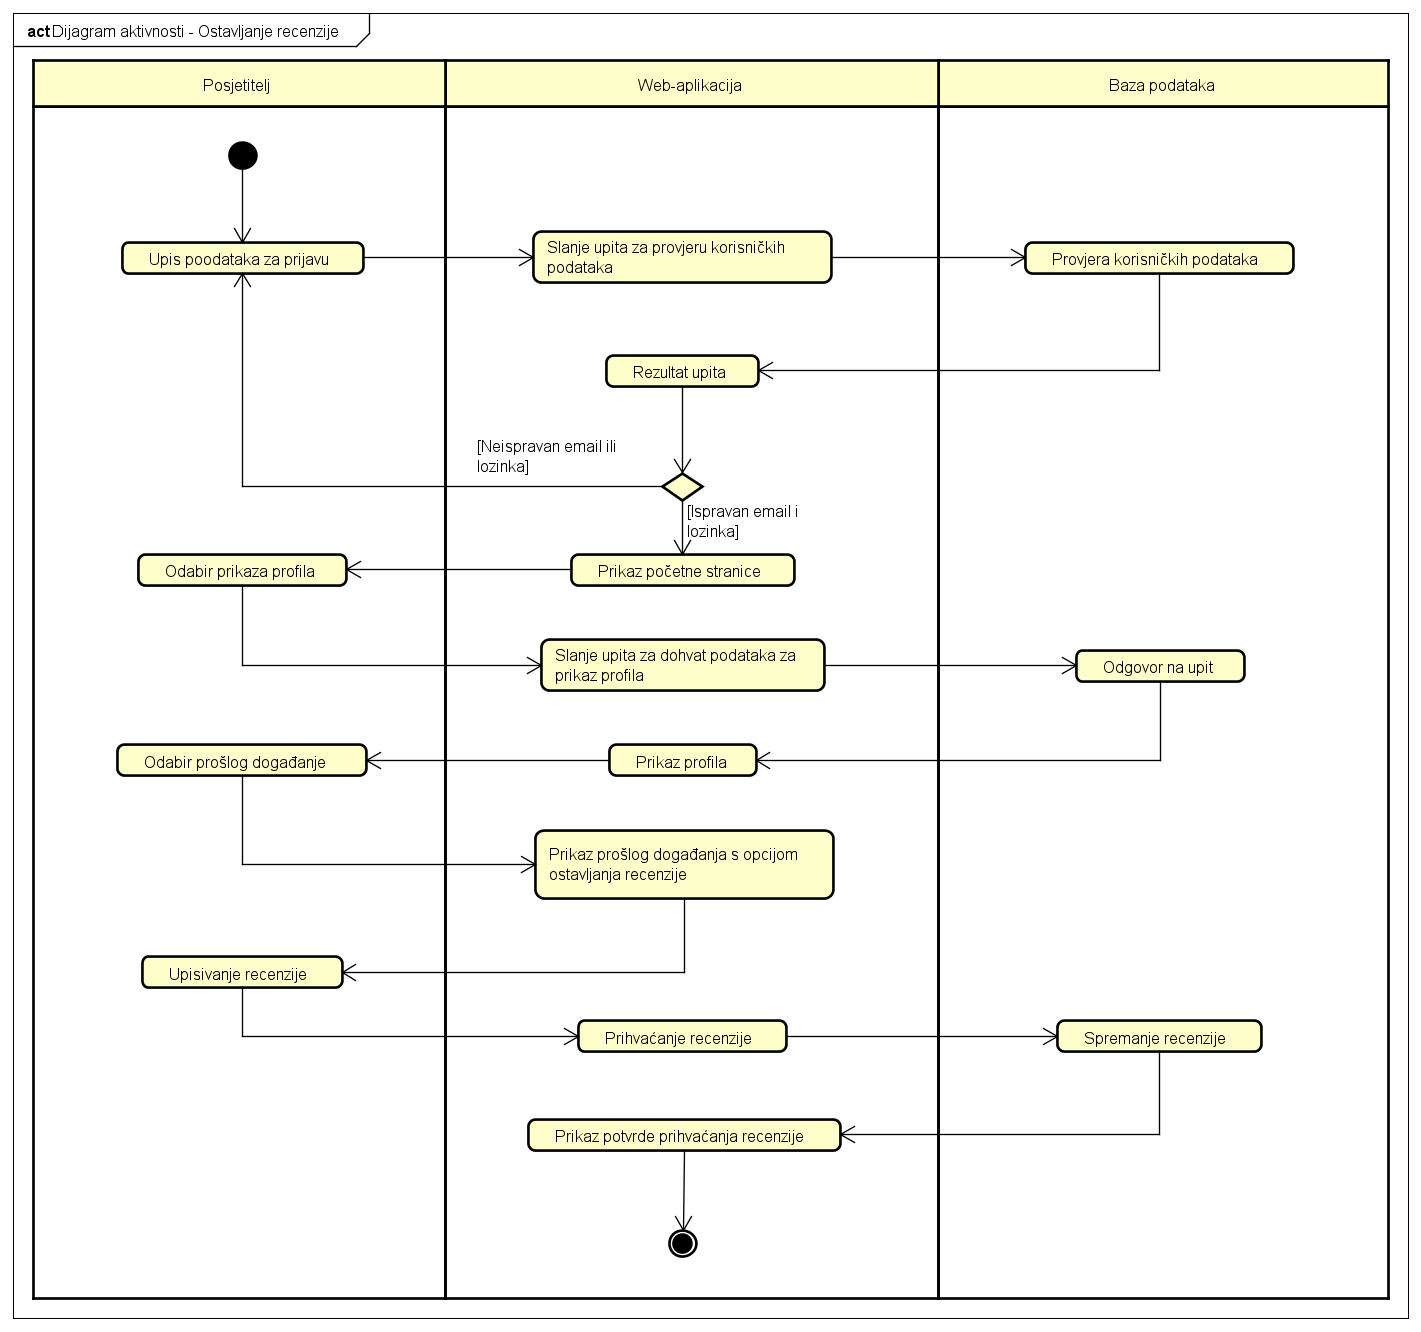 act Dijagram aktivnosti - Ostavljanje recenzije
Posjetitelj
Web-aplikacija
Baza podataka
Upis poodataka za prijavu
Slanje upita za provjeru korisničkih
podataka
Provjera korisničkih podataka
Rezultat upita
[Neispravan email ili
lozinka]
[Ispravan email i
lozinka]
Odabir prikaza profila
Prikaz početne stranice
Slanje upita za dohvat podataka za
prikaz profila
Odgovor na upit
Odabir prošlog događanje
Prikaz profila
Prikaz prošlog događanja s opcijom
ostavljanja recenzije
Upisivanje recenzije
Prihvaćanje recenzije
Spremanje recenzije
Prikaz potvrde prihvaćanja recenzije